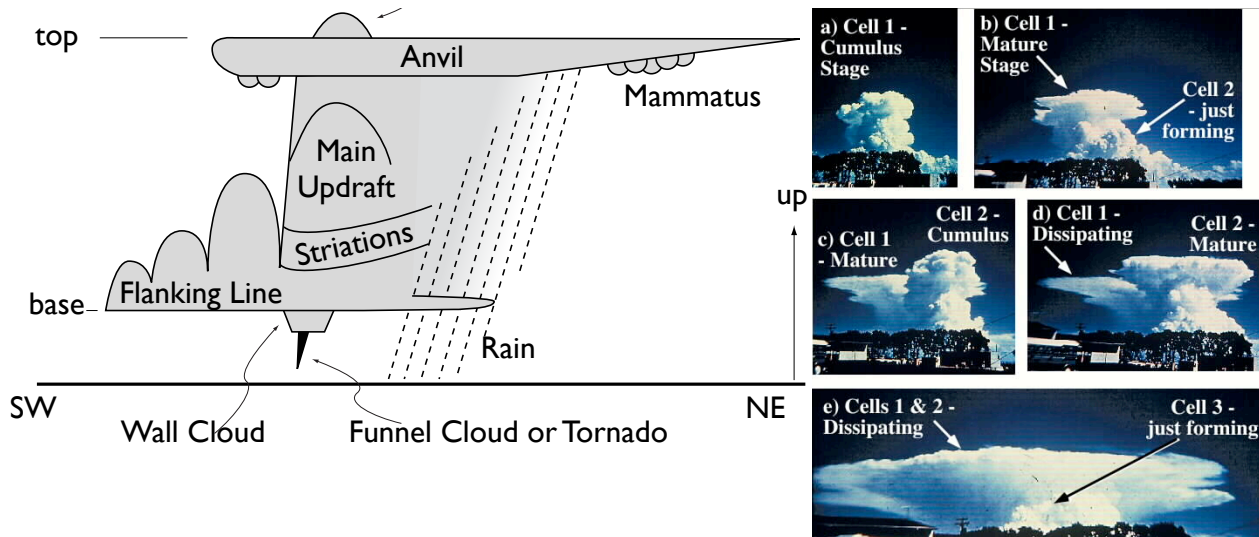 top
Anvil
Mammatus
Main
Updraft
Striations
up
Flanking Line
base
Rain
SW
NE
Wall Cloud
Funnel Cloud or Tornado
a) Cell 1 -
Cumulus
Stage
b) Cell 1 -
Mature
Stage
Cell 2
- just
forming
c) Cell 1
- Mature
Cell 2 -
Cumulus
d) Cell 1 -
Dissipating
Cell 2 -
Mature
e) Cells 1 & 2 -
Dissipating
Cell 3 -
just forming